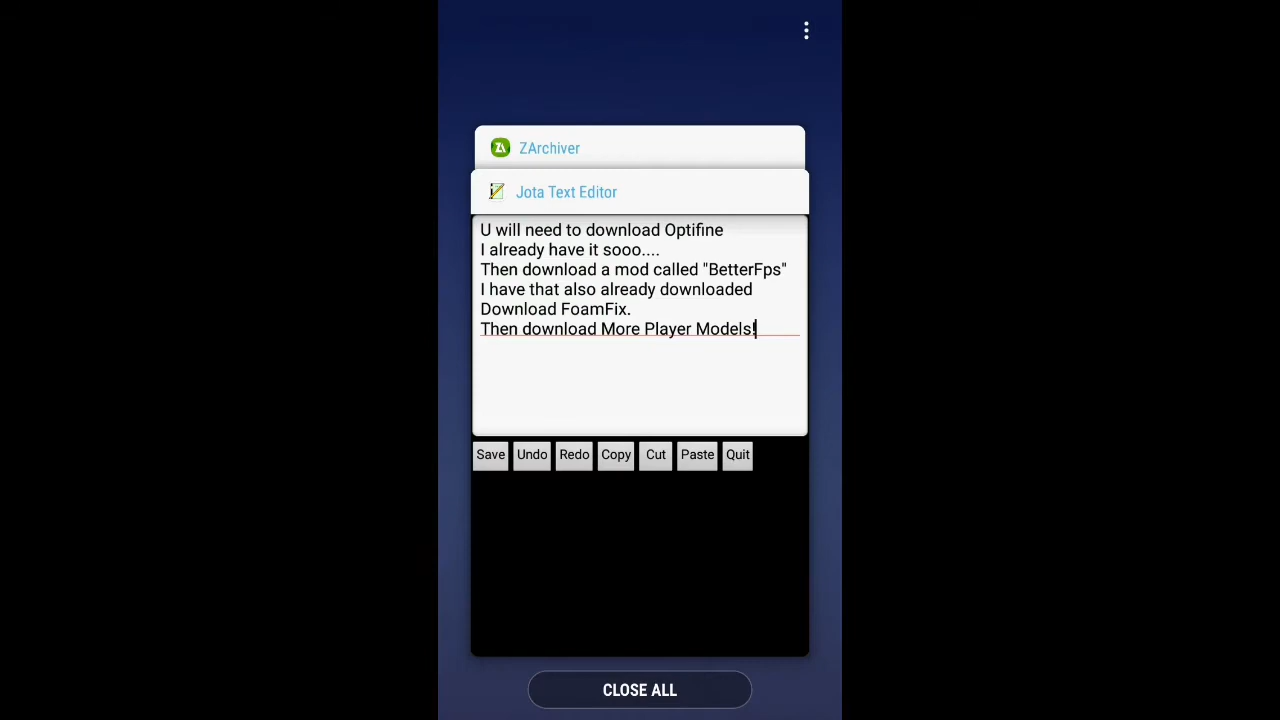 ZArchiver
Jota Text Editor
U will need to download Optifine
I already have it sooo....
Then download a mod called "BetterFps"
I have that also already downloaded
Download FoamFix.
Then download More Player Models!
Save Undo Redo Copy Cut Paste Quit
CLOSE ALL